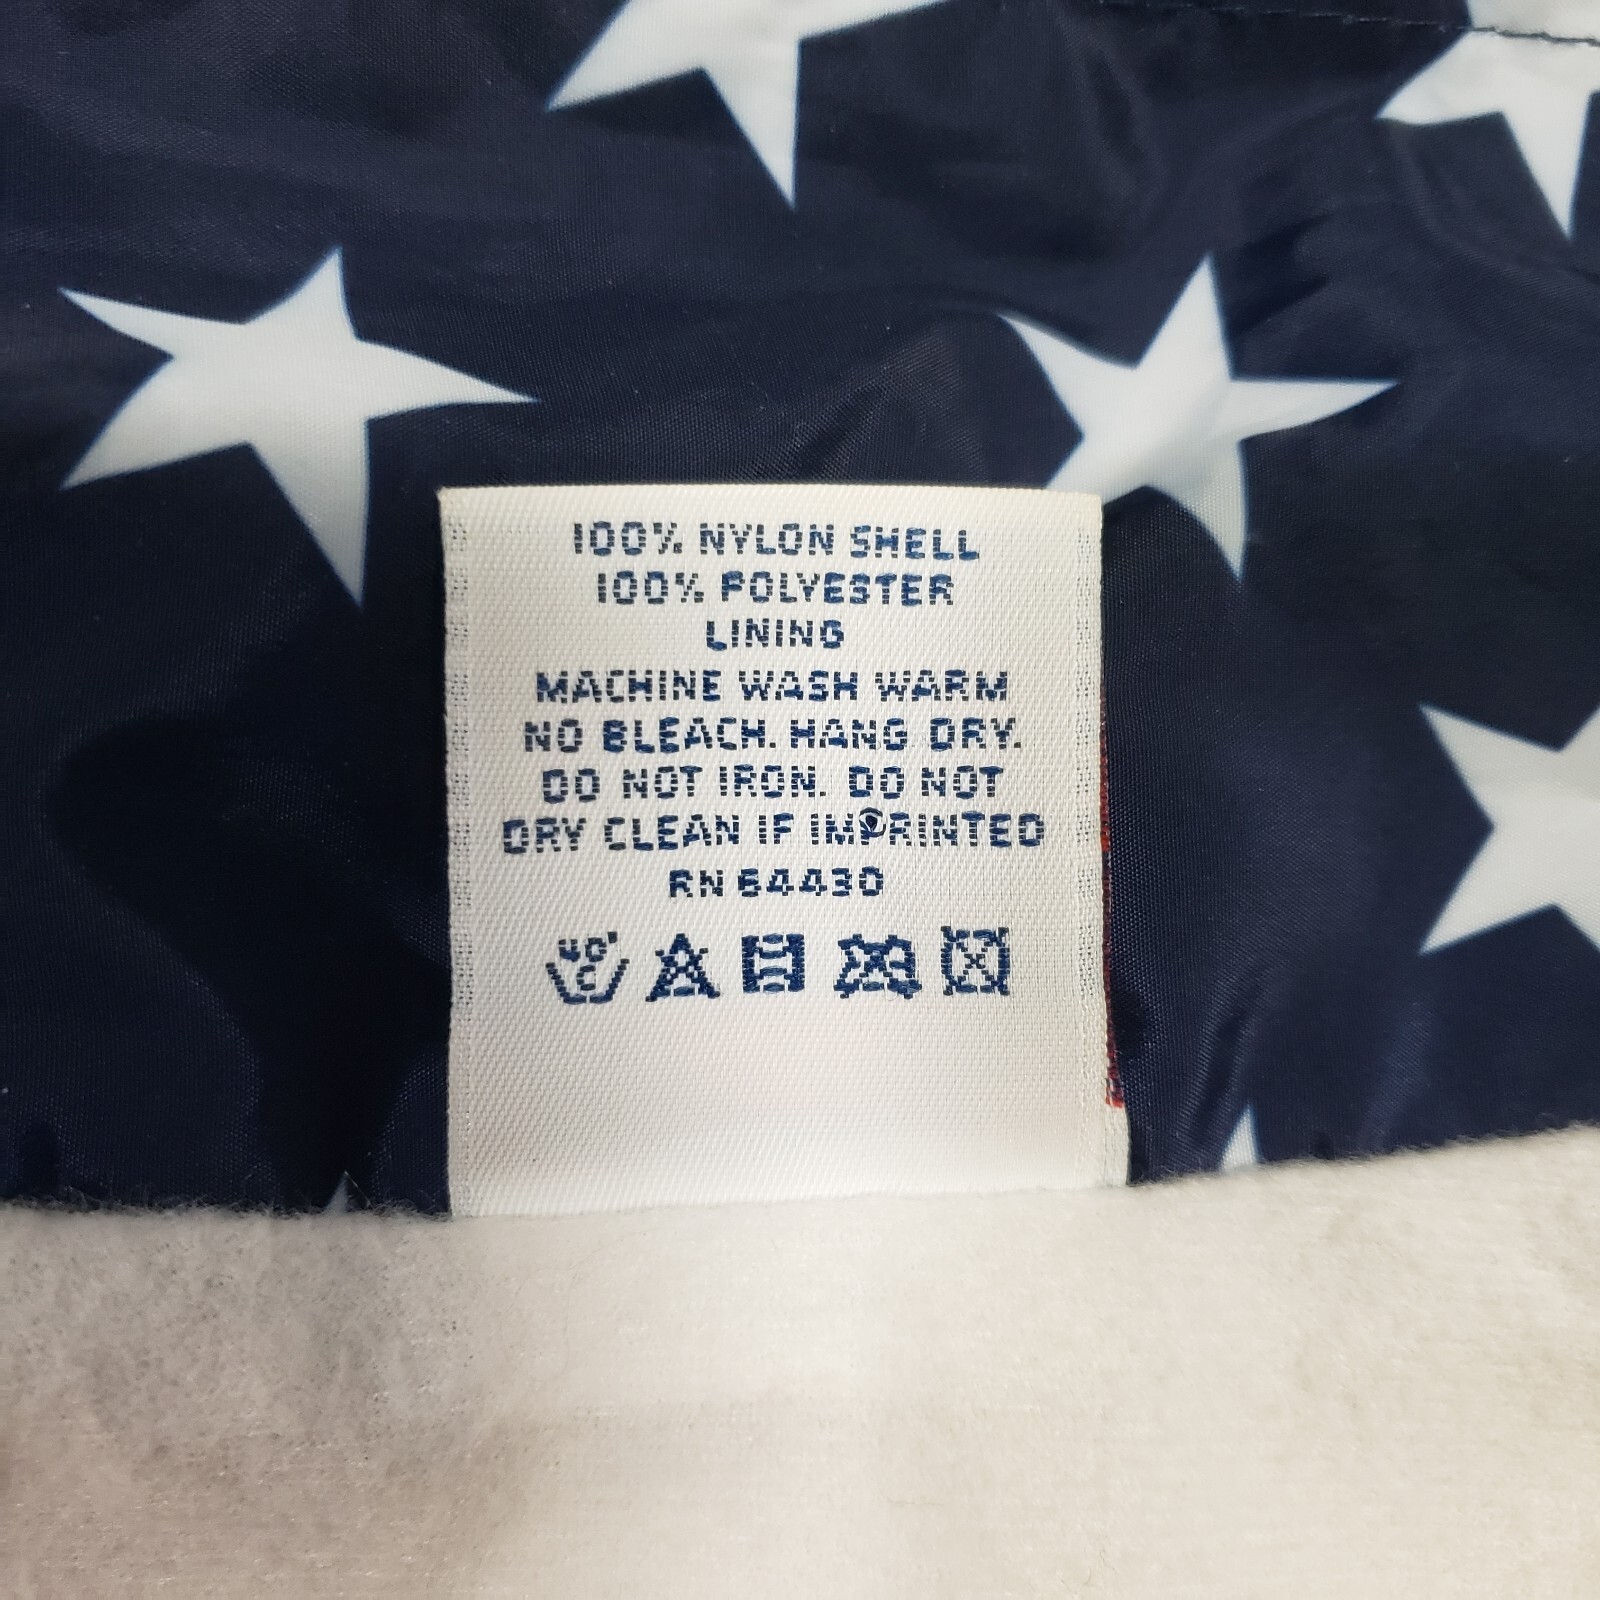 100% NYLON SHELL
100% POLYESTER
LINING
MACHINE WASH WARM
NO BLEACH. HANG DRY.
DO NOT IRON. DO NOT
DRY CLEAN IF IMPRINTED
RN 64430
40°
C